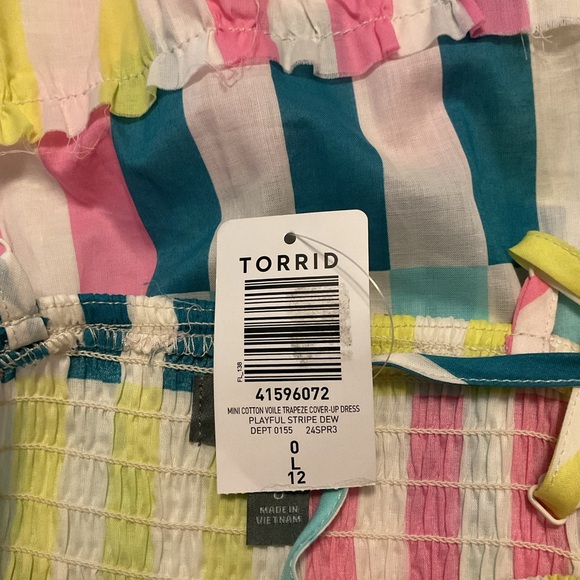 TORRID
FL_138
41596072
MINI COTTON VOILE TRAPEZE COVER-UP DRESS
PLAYFUL STRIPE DEW
DEPT 0155 24SPR3
0
L
12
MADE IN
VIETNAM